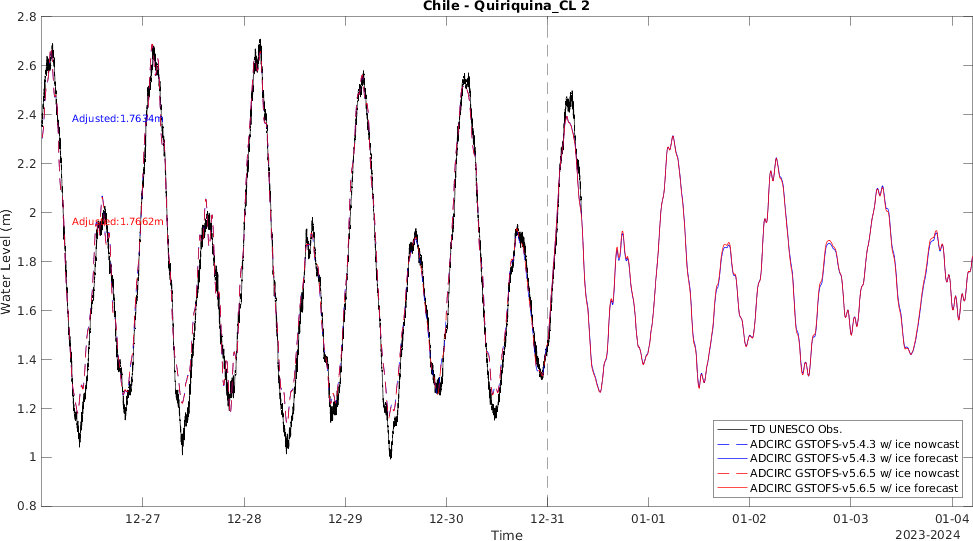 Chile - Quiriquina_CL 2
2.8
2.6
2.4
2.2
2
1.8
1.6
1.4
1.2
1
0.8
Water Level (m)
Adjusted:1.7634m
Adjusted:1.7662m
TD UNESCO Obs.
ADCIRC GSTOFS-v5.4.3 w/ ice nowcast
ADCIRC GSTOFS-v5.4.3 w/ ice forecast
ADCIRC GSTOFS-v5.6.5 w/ ice nowcast
ADCIRC GSTOFS-v5.6.5 w/ ice forecast
12-27 12-28 12-29 12-30 12-31 01-01 01-02 01-03 01-04
Time
2023-2024